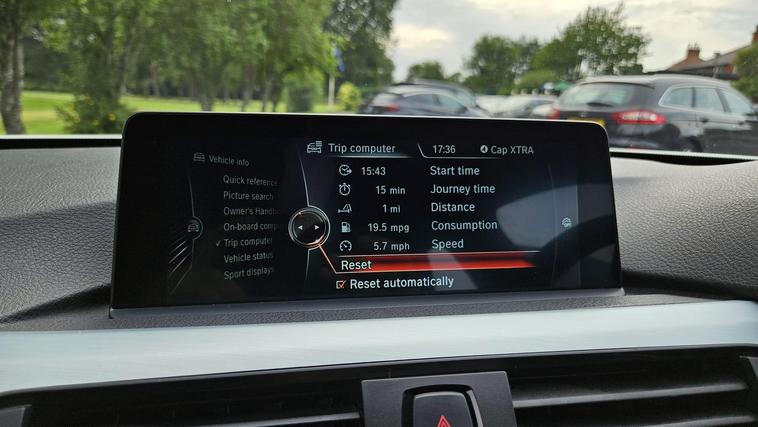 Trip computer 17:36 Cap XTRA
Vehicle info
Quick reference
Picture search
Owner's Handb
On-board comp
Trip computer
Vehicle status
Sport displays
15:43 Start time
15 min Journey time
1 mi Distance
19.5 mpg Consumption
5.7 mph Speed
Reset
Reset automatically